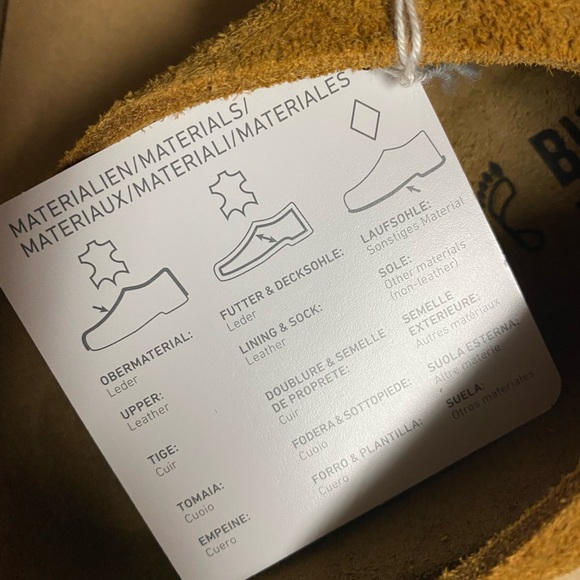 MATERIALIEN/MATERIALS/
MATERIAUX/MATERIALI/MATERIALES
OBERMATERIAL:
Leder
UPPER:
Leather
TIGE:
Cuir
TOMAIA:
Cuoio
EMPEINE:
Cuero
FUTTER & DECKSOHLE:
Leder
LINING & SOCK:
Leather
DOUBLURE & SEMELLE
DE PROPRETE:
Cuir
FODERA & SOTTOPIEDE:
Cuoio
FORRO & PLANTILLA:
Cuero
LAUFSOHLE:
Sonstiges Material
SOLE:
Other materials
(non-leather)
SEMELLE
EXTERIEURE:
Autres matériaux
SUOLA ESTERNA:
Altre materie
SUELA:
Otros materiales